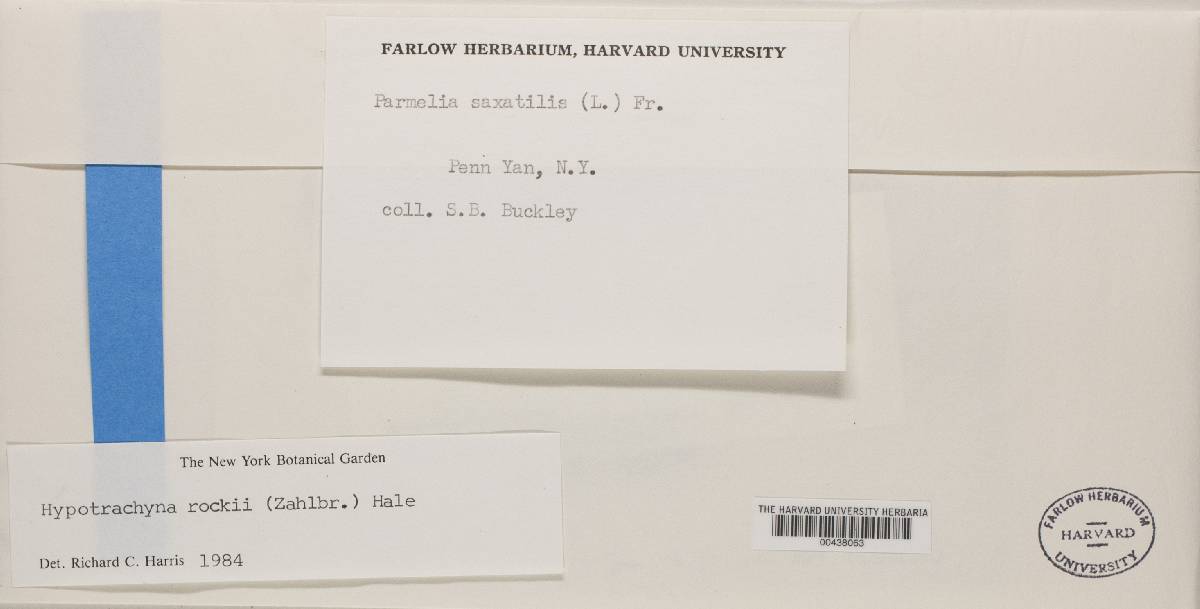 FARLOW HERBARIUM, HARVARD UNIVERSITY
Parmelia saxatilis (L.) Fr.
Penn Yan, N.Y.
coll. S.B. Buckley
The New York Botanical Garden
Hypotrachyna rockii (Zahlbr.) Hale
Det. Richard C. Harris 1984
THE HARVARD UNIVERSITY HERBARIA
00438053
FARLOW HERBARIUM
HARVARD
UNIVERSITY